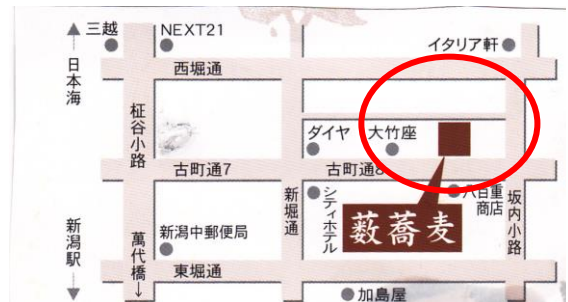 三越
NEXT21
イタリア軒
日本海
西堀通
柾谷小路
ダイヤ
大竹座
古町通7
古町通8
新堀通
シティホテル
八百重
商店
坂内小路
藪蕎麦
新潟駅
萬代橋
新潟中郵便局
東堀通
加島屋